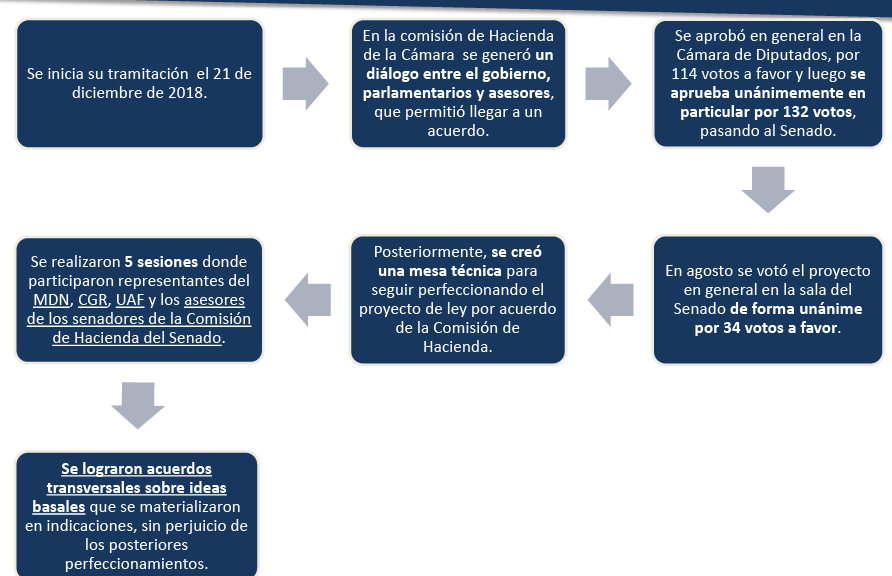 Se inicia su tramitación el 21 de
diciembre de 2018.
En la comisión de Hacienda
de la Cámara se generó un
diálogo entre el gobierno,
parlamentarios y asesores,
que permitió llegar a un
acuerdo.
Se aprobó en general en la
Cámara de Diputados, por
114 votos a favor y luego se
aprueba unánimemente en
particular por 132 votos,
pasando al Senado.
En agosto se votó el proyecto
en general en la sala del
Senado de forma unánime
por 34 votos a favor.
Posteriormente, se creó
una mesa técnica para
seguir perfeccionando el
proyecto de ley por acuerdo
de la Comisión de
Hacienda.
Se realizaron 5 sesiones donde
participaron representantes del
MDN, CGR, UAF y los asesores
de los senadores de la Comisión
de Hacienda del Senado.
Se lograron acuerdos
transversales sobre ideas
basales que se materializaron
en indicaciones, sin perjuicio de
los posteriores
perfeccionamientos.